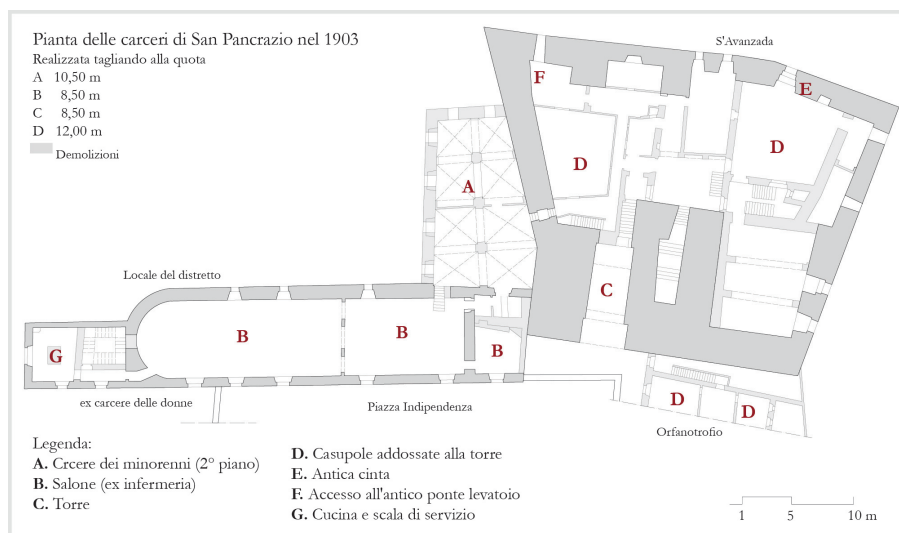 Pianta delle carceri di San Pancrazio nel 1903
Realizzata tagliando alla quota
A 10,50 m
B 8,50 m
C 8,50 m
D 12,00 m
Demolizioni
S'Avanzada
F
E
D
D
A
Locale del distretto
C
B
B
B
G
ex carcere delle donne
Piazza Indipendenza
D
D
Orfanotrofio
Legenda:
A. Crcere dei minorenni (2° piano)
B. Salone (ex infermeria)
C. Torre
D. Casupole addossate alla torre
E. Antica cinta
F. Accesso all'antico ponte levatoio
G. Cucina e scala di servizio
1 5 10 m